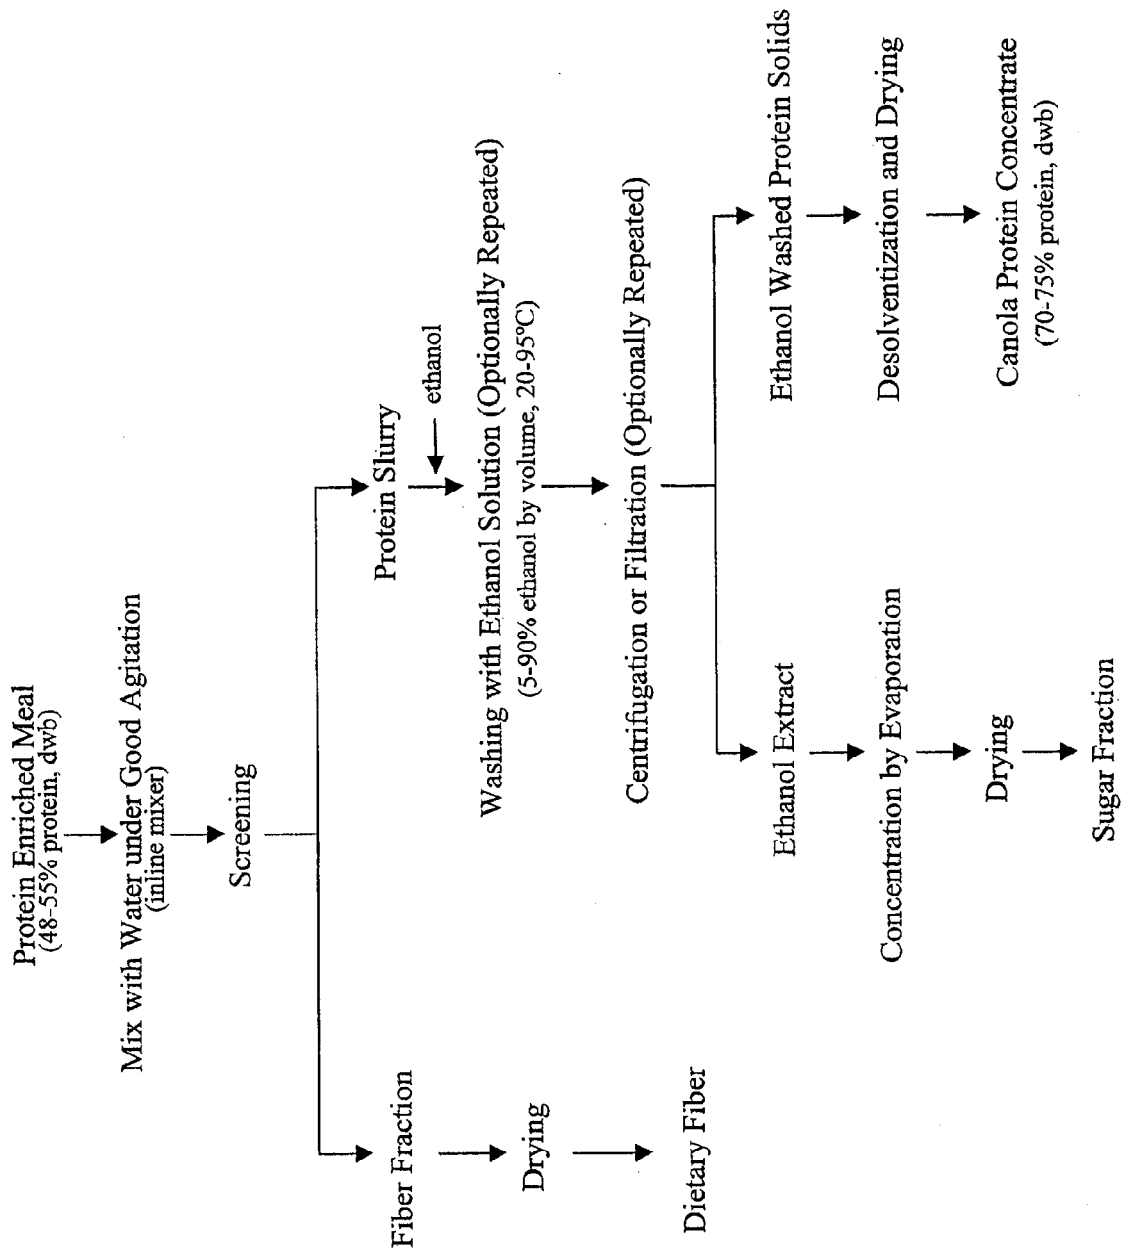 Protein Enriched Meal
(48-55% protein, dwb)
Mix with Water under Good Agitation
(inline mixer)
Screening
Fiber Fraction
Drying
Dietary Fiber
Protein Slurry
ethanol
Washing with Ethanol Solution (Optionally Repeated)
(5-90% ethanol by volume, 20-95ºC)
Centrifugation or Filtration (Optionally Repeated)
Ethanol Extract
Concentration by Evaporation
Drying
Sugar Fraction
Ethanol Washed Protein Solids
Desolventization and Drying
Canola Protein Concentrate
(70-75% protein, dwb)